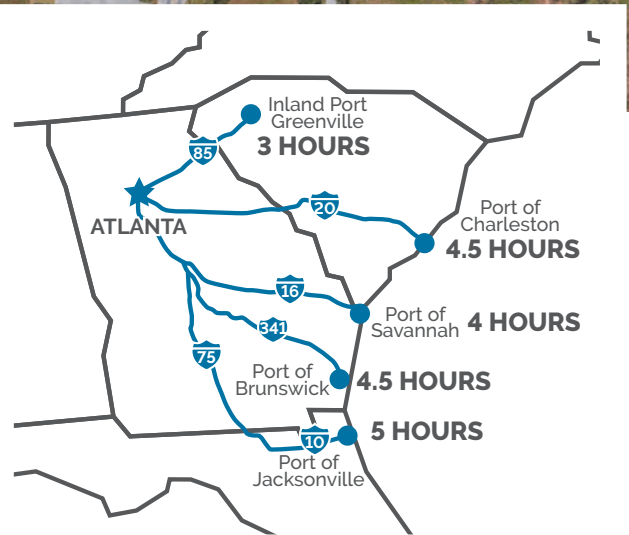 Inland Port
Greenville
3 HOURS
85
ATLANTA
20
Port of
Charleston
4.5 HOURS
16
Port of
Savannah 4 HOURS
341
75
Port of
Brunswick 4.5 HOURS
5 HOURS
10
Port of
Jacksonville